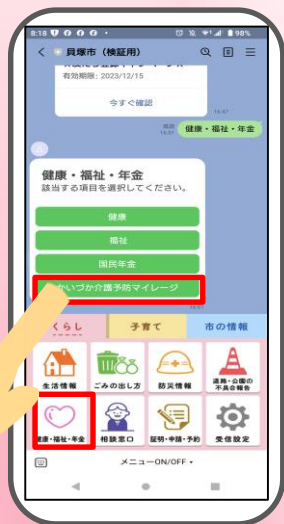 8:18
98%
貝塚市（検証用）
有効期限: 2023/12/15
今すぐ確認
16:47
既読
16:51
健康・福祉・年金
健康・福祉・年金
該当する項目を選択してください。
健康
福祉
国民年金
かいづか介護予防マイレージ
くらし
子育て
市の情報
生活情報
ごみの出し方
防災情報
道路・公園の
不具合報告
健康・福祉・年金
相談窓口
証明・申請・予約
受信設定
メニューON/OFF